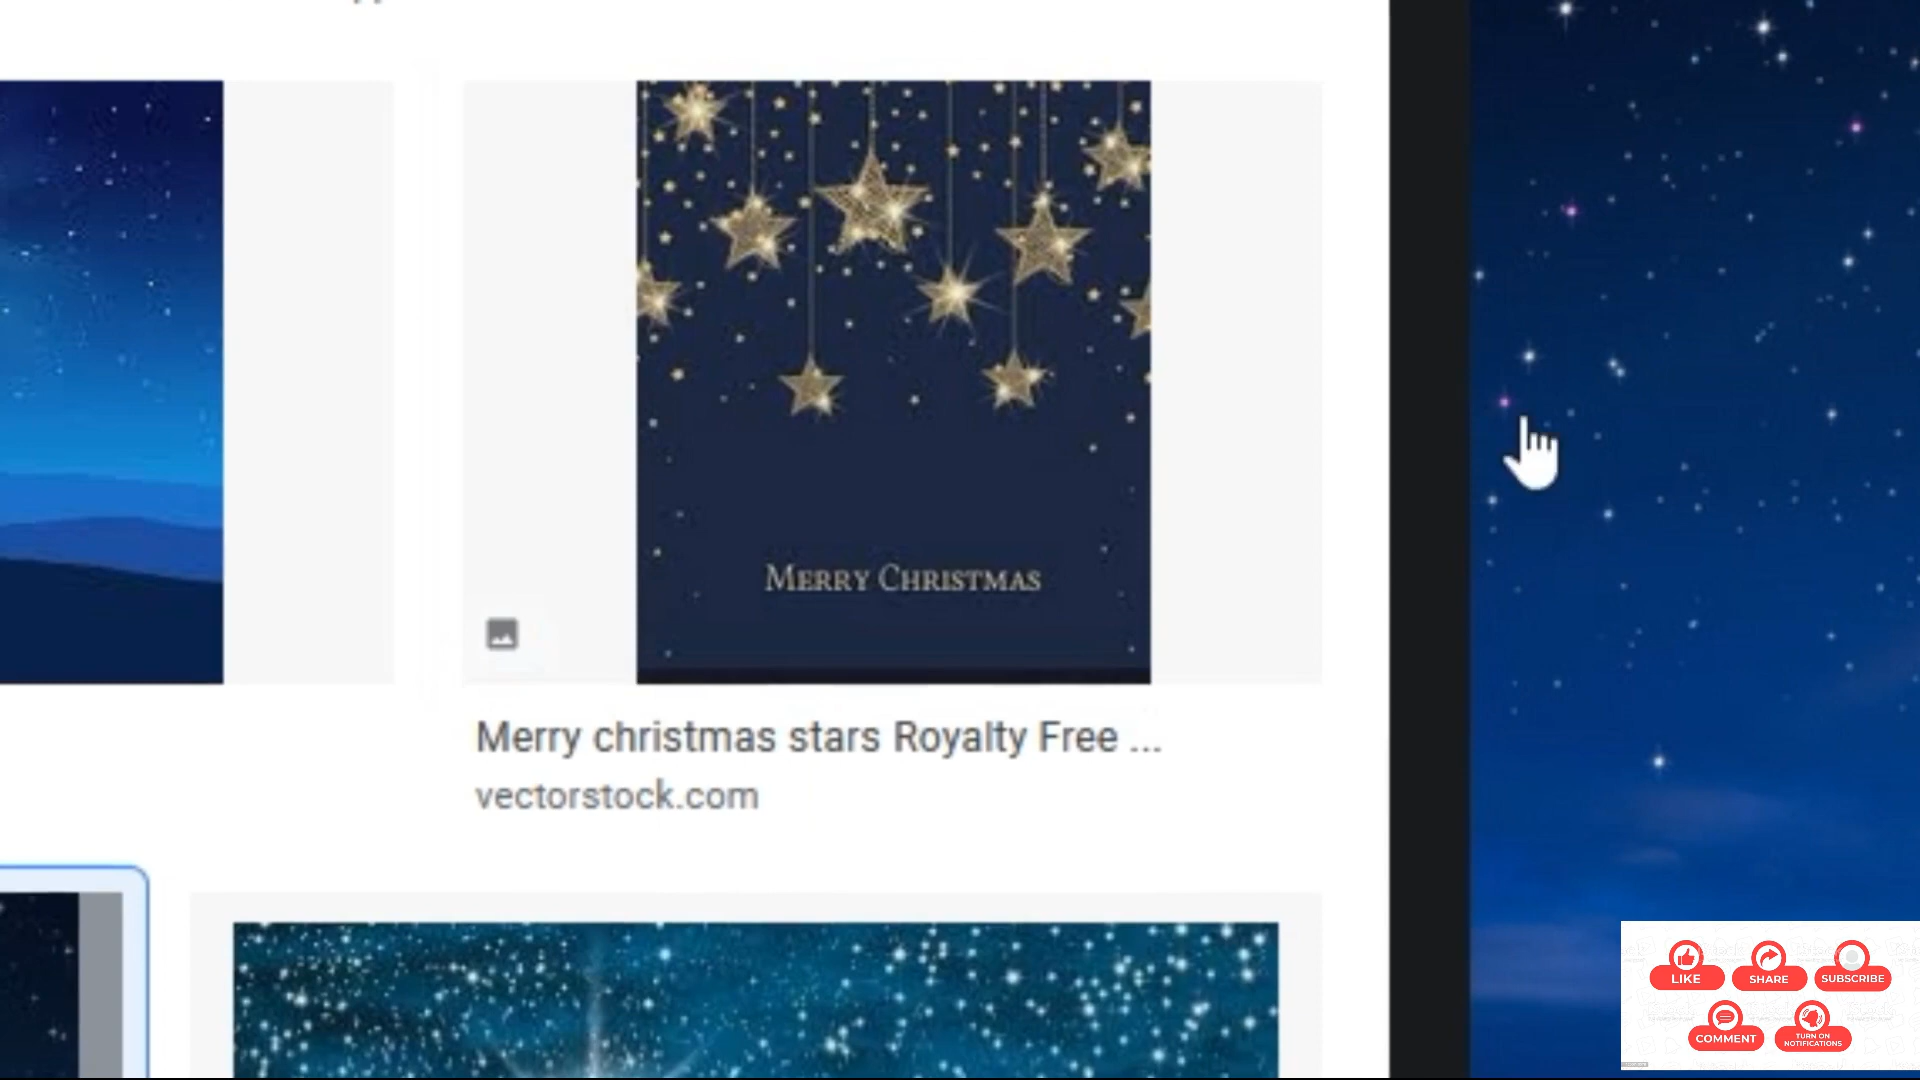 MERRY CHRISTMAS
Merry christmas stars Royalty Free ...
vectorstock.com
LIKE
SHARE
SUBSCRIBE
COMMENT
TURN ON
NOTIFICATIONS